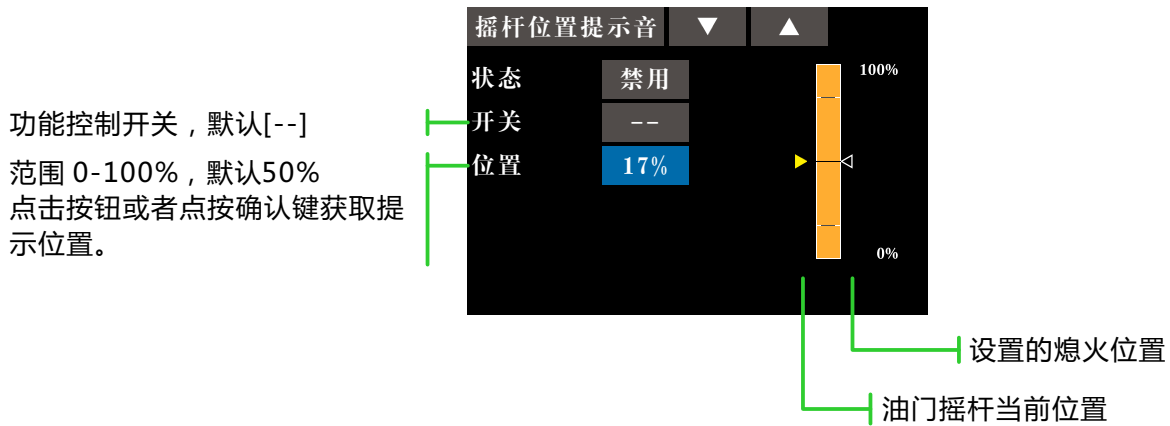 摇杆位置提示音 ▼ ▲
状态 禁用
100%
功能控制开关，默认[--]
开关 --
范围 0-100%，默认50%
点击按钮或者点按确认键获取提
示位置。
位置 17%
0%
设置的熄火位置
油门摇杆当前位置